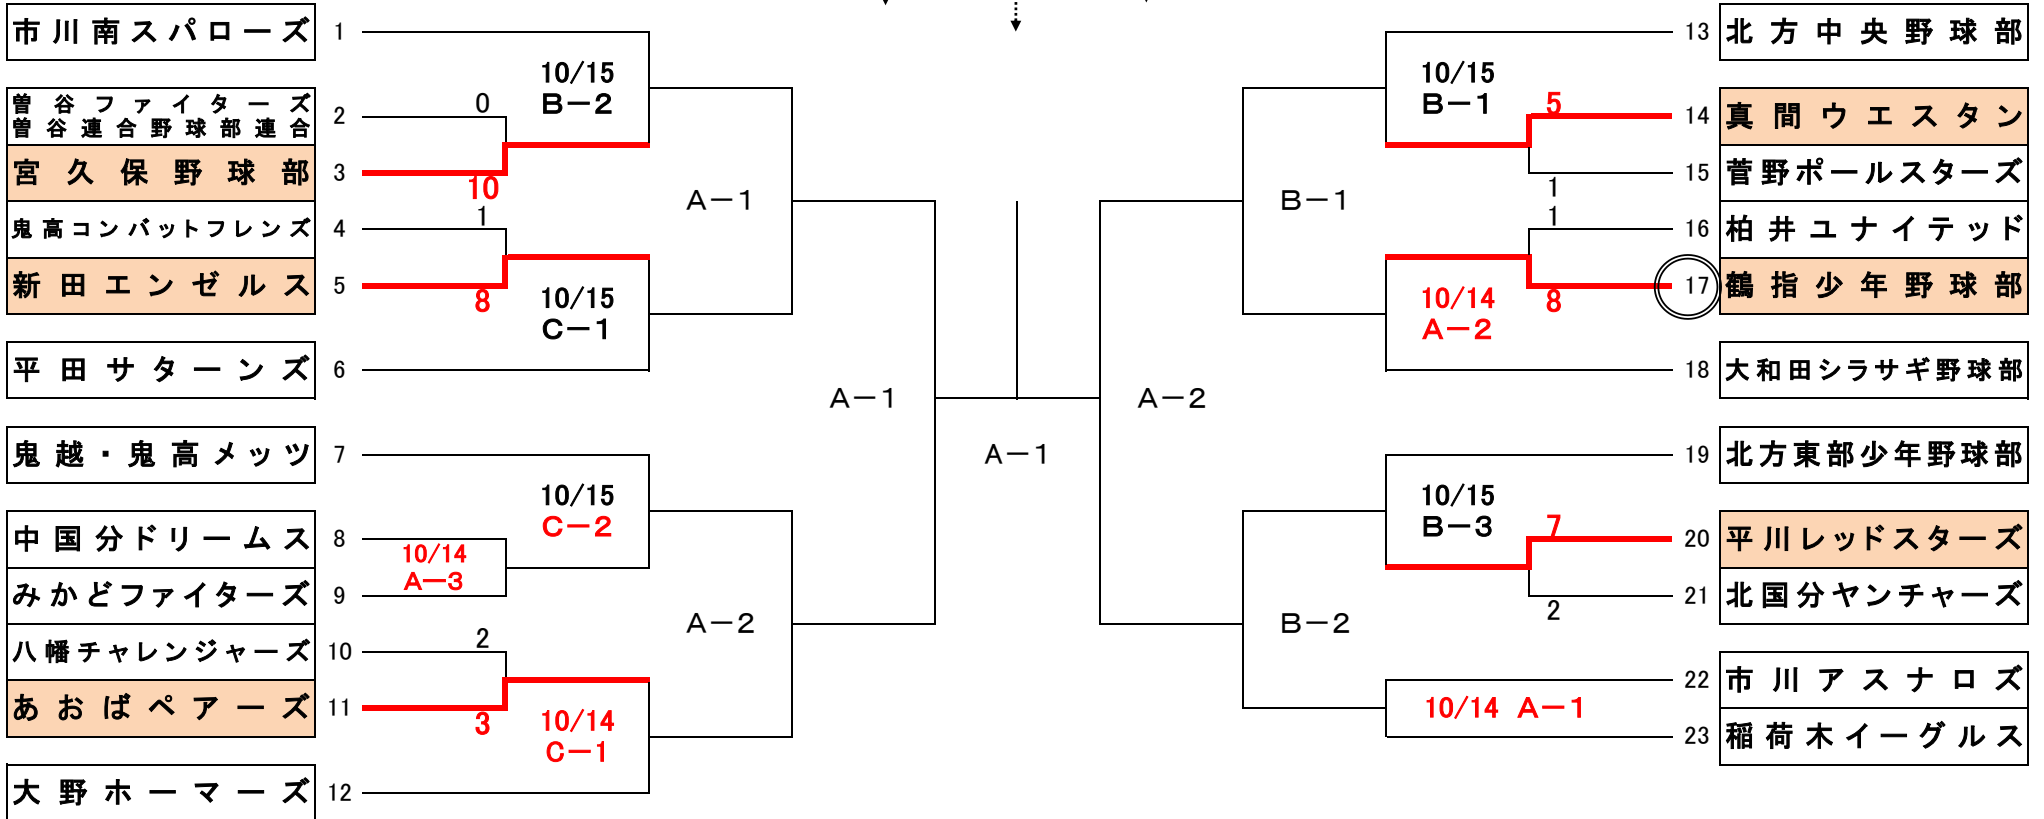 市川南スパローズ 1
曽谷ファイターズ 2
曽谷連合野球部連合
宮久保野球部 3
鬼高コンバットフレンズ 4
新田エンゼルス 5
平田サターンズ 6
鬼越・鬼高メッツ 7
中国分ドリームス 8
みかどファイターズ 9
八幡チャレンジャーズ 10
あおばペアーズ 11
大野ホーマーズ 12
0
10
1
8
2
3
10/15
B－2
10/15
C－1
10/15
C－2
10/14
A－3
10/14
C－1
A－1
A－2
A－1
A－1
A－2
B－1
B－2
10/15
B－1
10/14
A－2
10/15
B－3
10/14 A－1
5
1
1
8
7
2
13 北方中央野球部
14 真間ウエスタン
15 菅野ポールスターズ
16 柏井ユナイテッド
17 鶴指少年野球部
18 大和田シラサギ野球部
19 北方東部少年野球部
20 平川レッドスターズ
21 北国分ヤンチャーズ
22 市川アスナロズ
23 稲荷木イーグルス